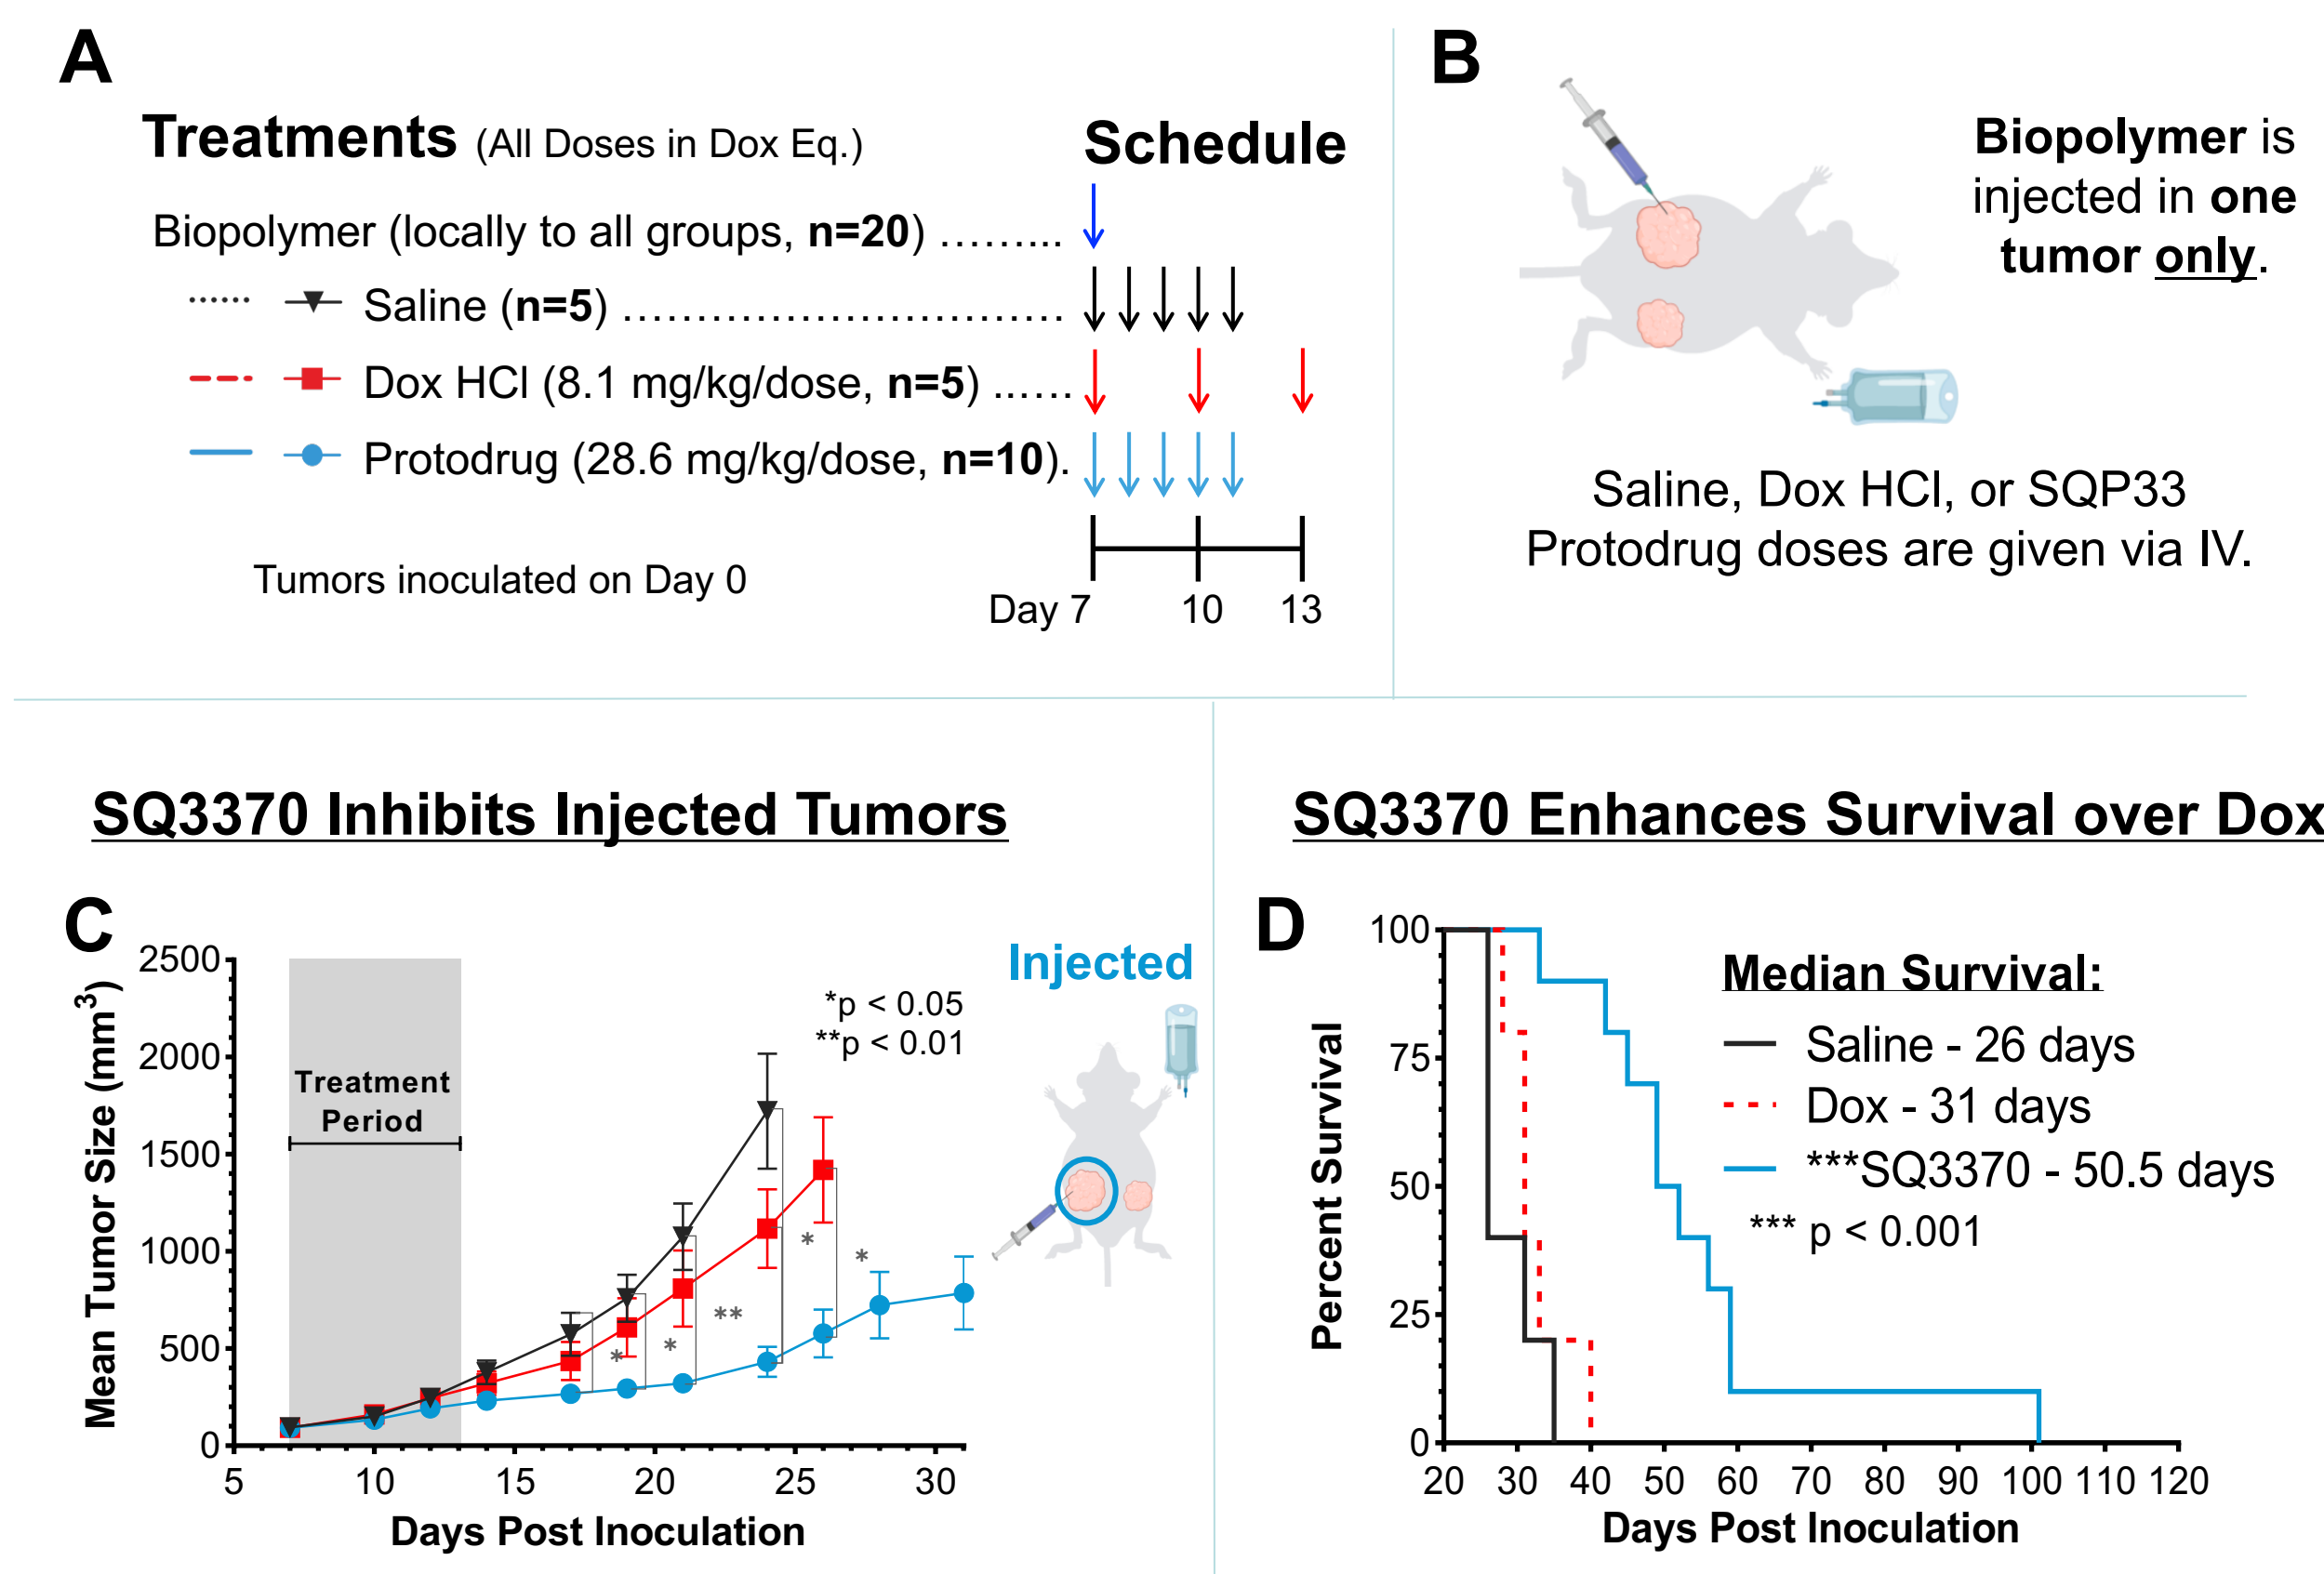 A
Treatments (All Doses in Dox Eq.)
Schedule
Biopolymer (locally to all groups, n=20) ………
Saline (n=5) …………………………
Dox HCl (8.1 mg/kg/dose, n=5) ……
Protodrug (28.6 mg/kg/dose, n=10).
Tumors inoculated on Day 0
Day 7 10 13
B
Biopolymer is
injected in one
tumor only.
Saline, Dox HCl, or SQP33
Protodrug doses are given via IV.
SQ3370 Inhibits Injected Tumors
C
Mean Tumor Size (mm³)
2500
2000
1500
1000
500
0
Treatment
Period
*p < 0.05
**p < 0.01
*
*
**
*
*
5 10 15 20 25 30
Days Post Inoculation
Injected
SQ3370 Enhances Survival over Dox
D
Percent Survival
100
75
50
25
0
Median Survival:
Saline - 26 days
Dox - 31 days
***SQ3370 - 50.5 days
*** p < 0.001
20 30 40 50 60 70 80 90 100 110 120
Days Post Inoculation